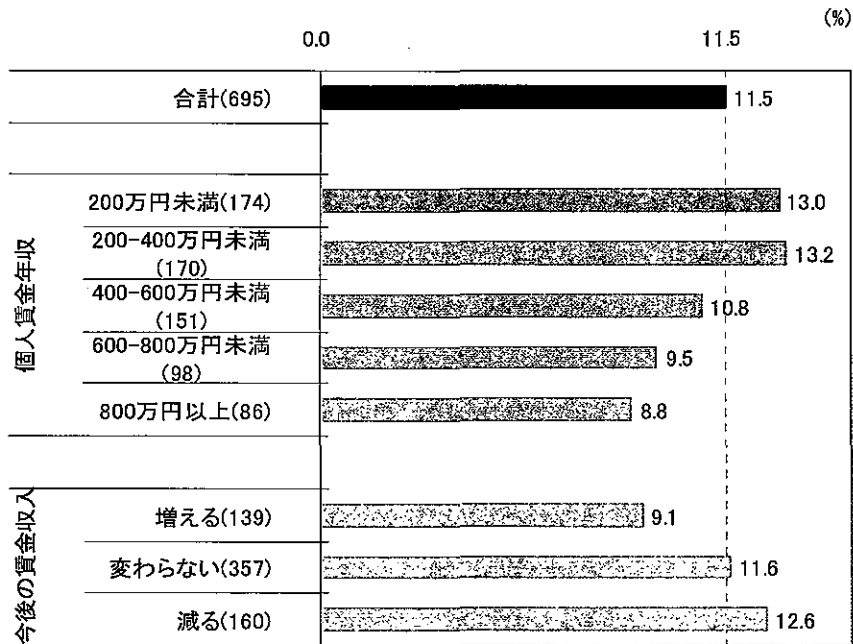 (%)
0.0 11.5
合計(695) 11.5
個人賃金年収
200万円未満(174) 13.0
200-400万円未満
(170) 13.2
400-600万円未満
(151) 10.8
600-800万円未満
(98) 9.5
800万円以上(86) 8.8
今後の賃金収入
増える(139) 9.1
変わらない(357) 11.6
減る(160) 12.6